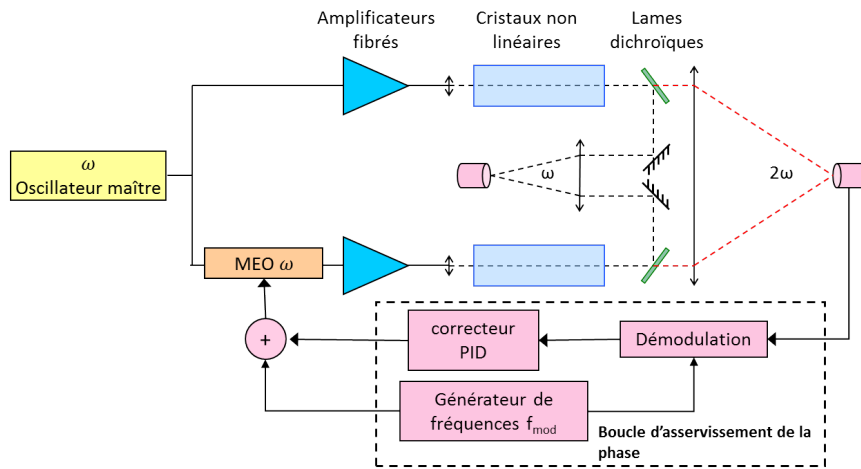 Amplificateurs
fibrés
Cristaux non
linéaires
Lames
dichroïques
ω
Oscillateur maître
ω
2ω
MEO ω
correcteur
PID
Démodulation
+
Générateur de
fréquences fmod
Boucle d'asservissement de la
phase